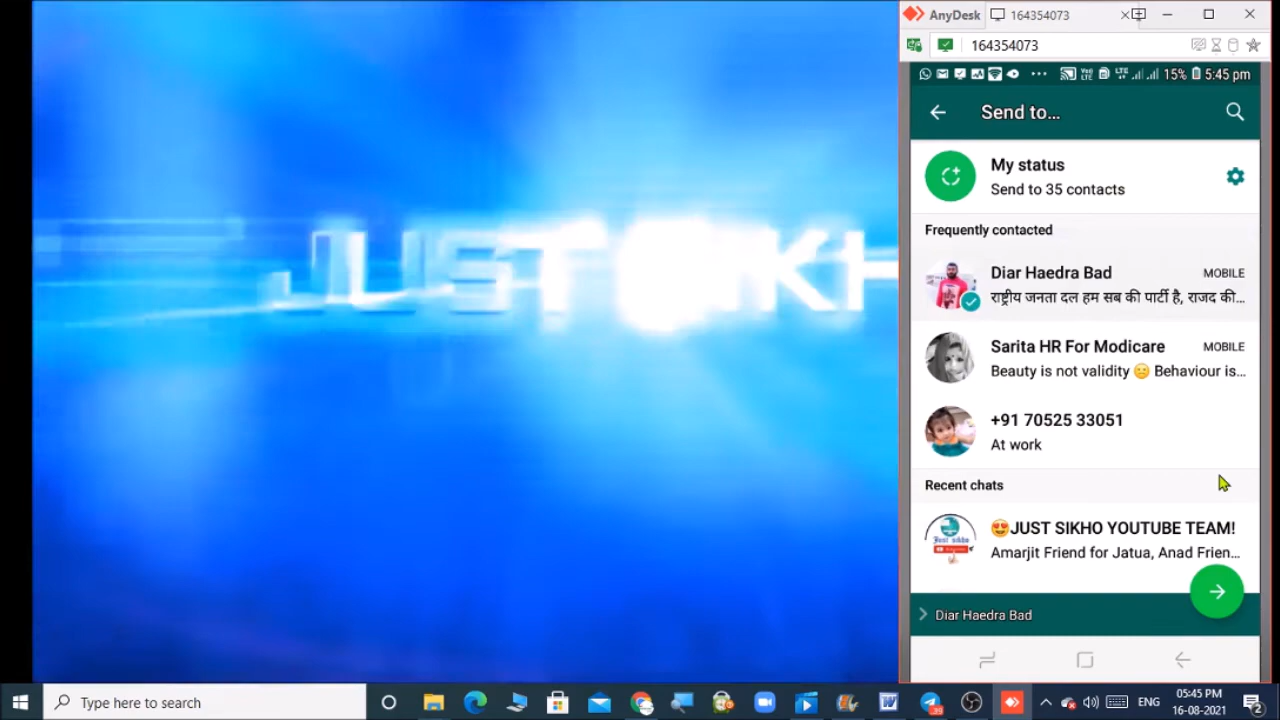 JUST SIKH
AnyDesk
164354073
164354073
15% 5:45 pm
Send to...
My status
Send to 35 contacts
Frequently contacted
Diar Haedra Bad
MOBILE
राष्ट्रीय जनता दल हम सब की पार्टी है, राजद की...
Sarita HR For Modicare
MOBILE
Beauty is not validity 😑 Behaviour is...
+91 70525 33051
At work
Recent chats
😍JUST SIKHO YOUTUBE TEAM!
Amarjit Friend for Jatua, Anad Frien...
Diar Haedra Bad
Type here to search
ENG
05:45 PM
16-08-2021
2